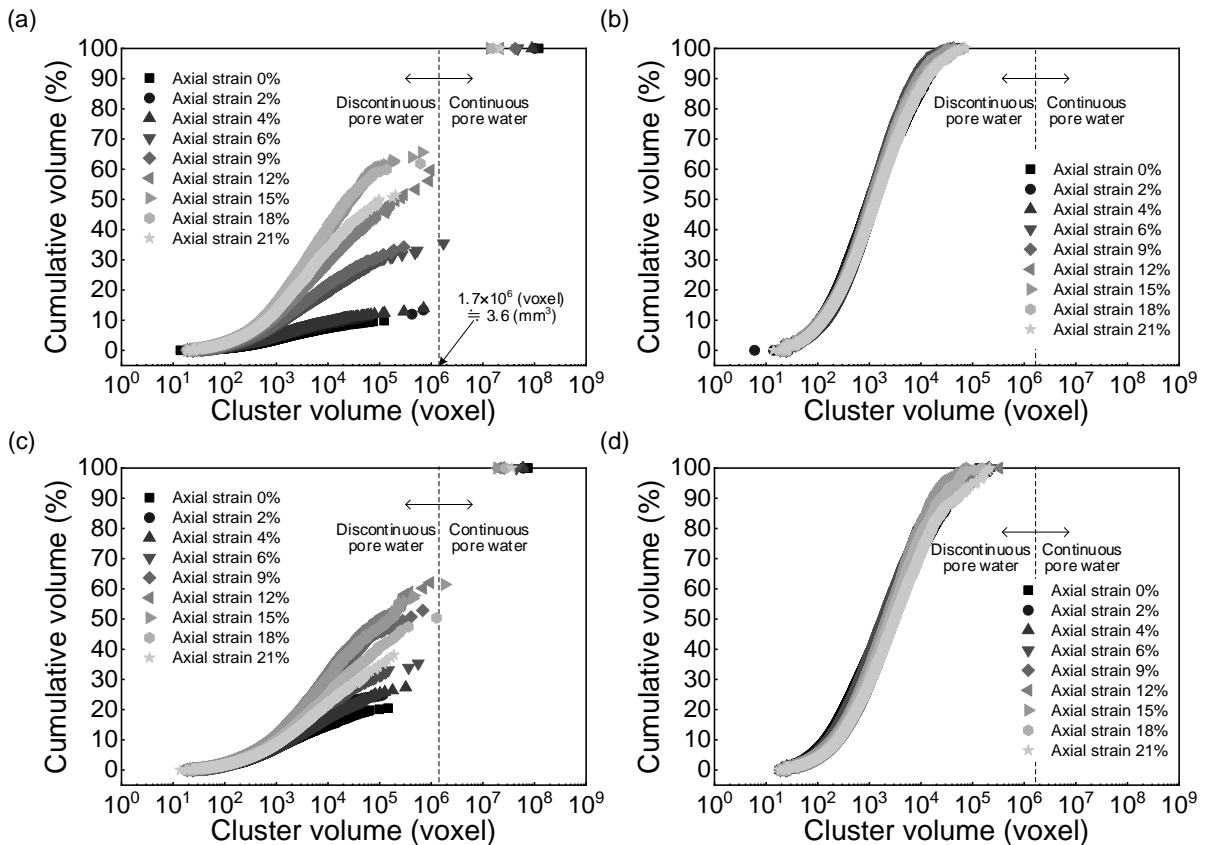 (a)
Cumulative volume (%)
100
90
80
70
60
50
40
30
20
10
0
Axial strain 0%
Axial strain 2%
Axial strain 4%
Axial strain 6%
Axial strain 9%
Axial strain 12%
Axial strain 15%
Axial strain 18%
Axial strain 21%
Discontinuous
pore water
Continuous
pore water
1.7×10⁶ (voxel)
≒ 3.6 (mm³)
10⁰ 10¹ 10² 10³ 10⁴ 10⁵ 10⁶ 10⁷ 10⁸ 10⁹
Cluster volume (voxel)
(b)
Cumulative volume (%)
100
90
80
70
60
50
40
30
20
10
0
Discontinuous
pore water
Continuous
pore water
Axial strain 0%
Axial strain 2%
Axial strain 4%
Axial strain 6%
Axial strain 9%
Axial strain 12%
Axial strain 15%
Axial strain 18%
Axial strain 21%
10⁰ 10¹ 10² 10³ 10⁴ 10⁵ 10⁶ 10⁷ 10⁸ 10⁹
Cluster volume (voxel)
(c)
Cumulative volume (%)
100
90
80
70
60
50
40
30
20
10
0
Axial strain 0%
Axial strain 2%
Axial strain 4%
Axial strain 6%
Axial strain 9%
Axial strain 12%
Axial strain 15%
Axial strain 18%
Axial strain 21%
Discontinuous
pore water
Continuous
pore water
10⁰ 10¹ 10² 10³ 10⁴ 10⁵ 10⁶ 10⁷ 10⁸ 10⁹
Cluster volume (voxel)
(d)
Cumulative volume (%)
100
90
80
70
60
50
40
30
20
10
0
Discontinuous
pore water
Continuous
pore water
Axial strain 0%
Axial strain 2%
Axial strain 4%
Axial strain 6%
Axial strain 9%
Axial strain 12%
Axial strain 15%
Axial strain 18%
Axial strain 21%
10⁰ 10¹ 10² 10³ 10⁴ 10⁵ 10⁶ 10⁷ 10⁸ 10⁹
Cluster volume (voxel)